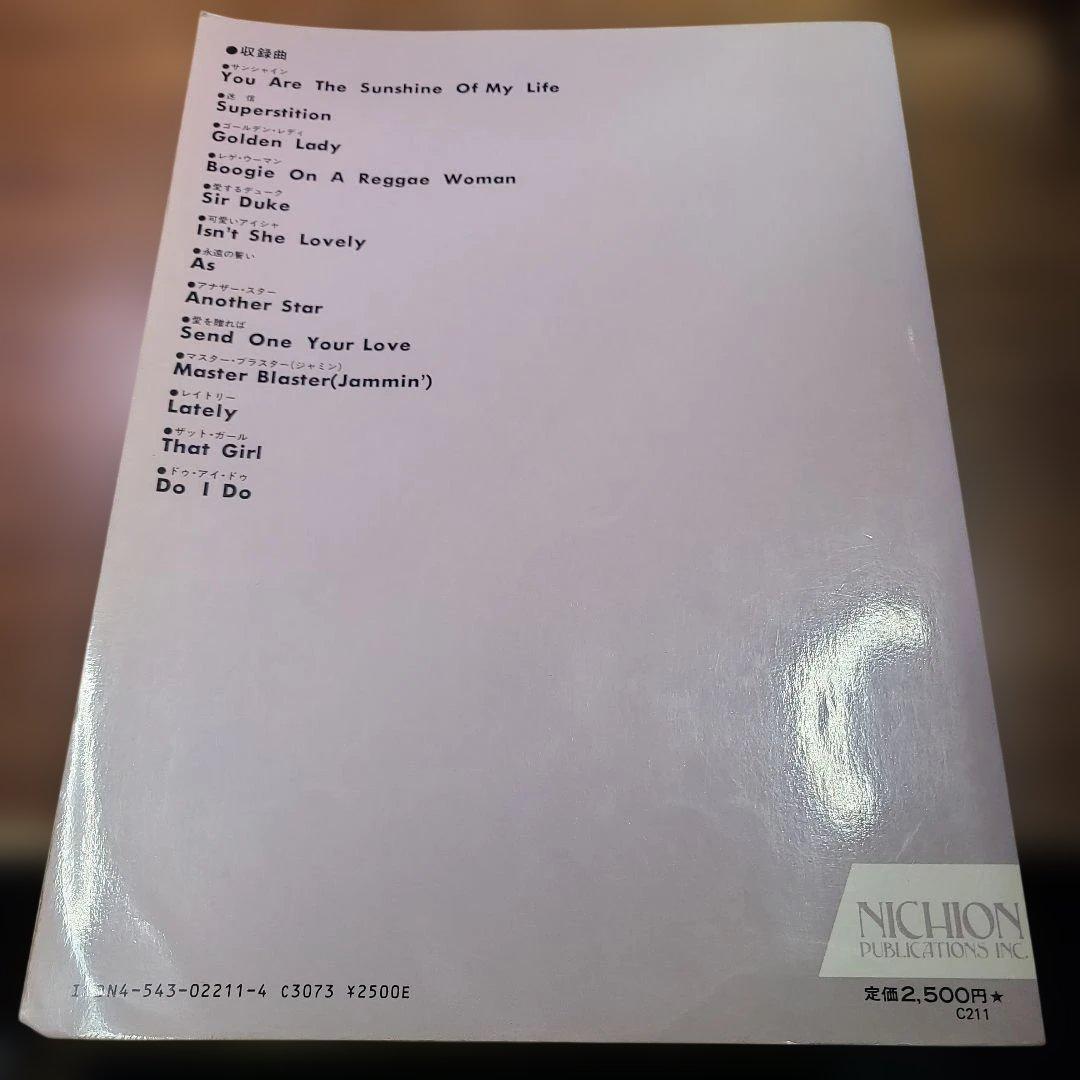 ●収録曲
●サンシャイン
You Are The Sunshine Of My Life
●迷信
Superstition
●ゴールデン・レディ
Golden Lady
●レゲ・ウーマン
Boogie On A Reggae Woman
●愛するデューク
Sir Duke
●可愛いアイシャ
Isn't She Lovely
●永遠の誓い
As
●アナザー・スター
Another Star
●愛を贈れば
Send One Your Love
●マスター・ブラスター(ジャミン)
Master Blaster(Jammin')
●レイトリー
Lately
●ザット・ガール
That Girl
●ドゥ・アイ・ドゥ
Do I Do
NICHION
PUBLICATIONS INC.
ISBN4-543-02211-4 C3073 ¥2500E
定価2,500円★
C211